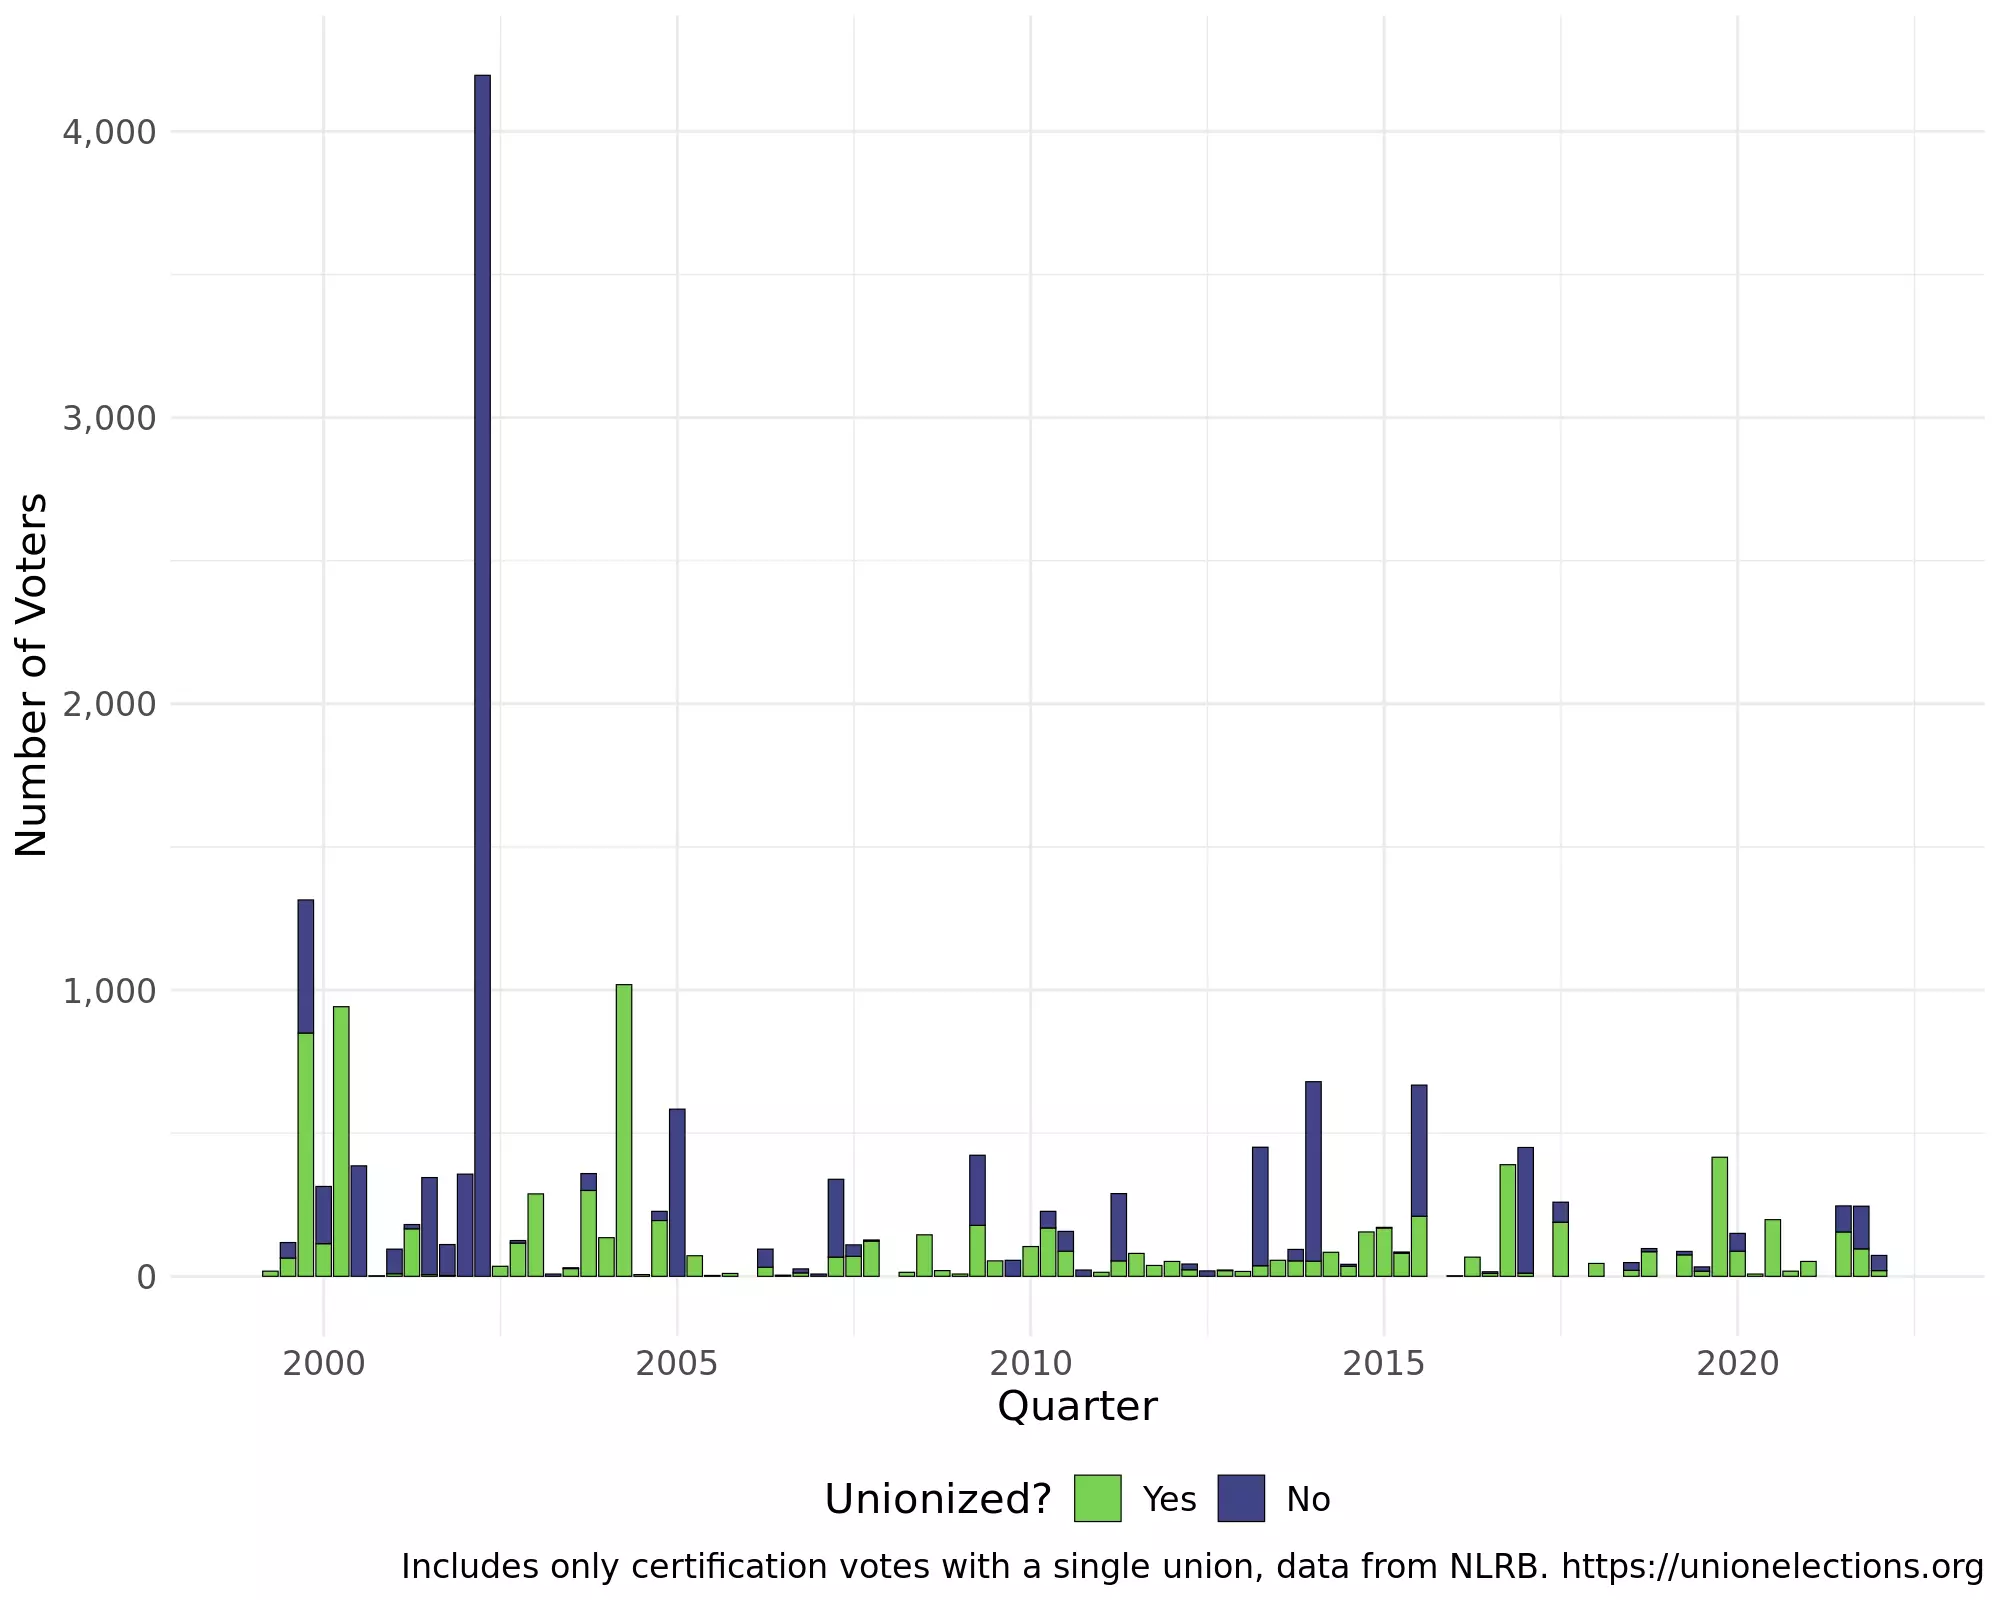 4,000
3,000
2,000
1,000
0
Number of Voters
2000 2005 2010 2015 2020
Quarter
Unionized? Yes No
Includes only certification votes with a single union, data from NLRB. https://unionelections.org